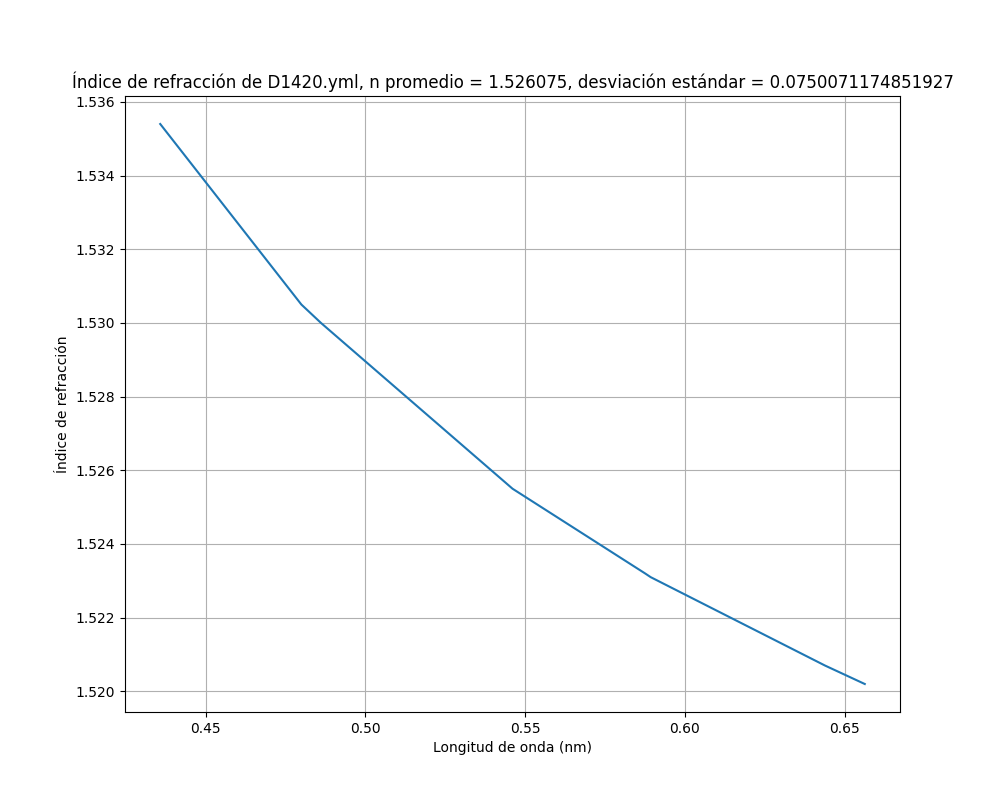 Índice de refracción de D1420.yml, n promedio = 1.526075, desviación estándar = 0.0750071174851927
1.536
1.534
1.532
1.530
1.528
1.526
1.524
1.522
1.520
Índice de refracción
0.45 0.50 0.55 0.60 0.65
Longitud de onda (nm)